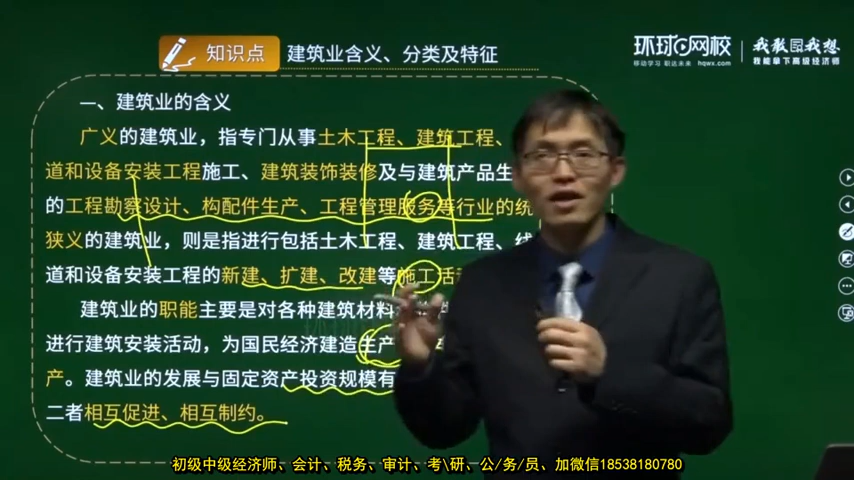 知识点 建筑业含义、分类及特征
环球网校
移动学习 职达未来 hqwx.com
我教因我想
我能拿下高级经济师
一、建筑业的含义
广义的建筑业，指专门从事土木工程、建筑工程、
道和设备安装工程施工、建筑装饰装修及与建筑产品生
的工程勘察设计、构配件生产、工程管理服务等行业的统
狭义的建筑业，则是指进行包括土木工程、建筑工程、线
道和设备安装工程的新建、扩建、改建等施工活
建筑业的职能主要是对各种建筑材料
进行建筑安装活动，为国民经济建造生产
产。建筑业的发展与固定资产投资规模有
二者相互促进、相互制约。
初级中级经济师、会计、税务、审计、考\研、公/务/员、加微信18538180780